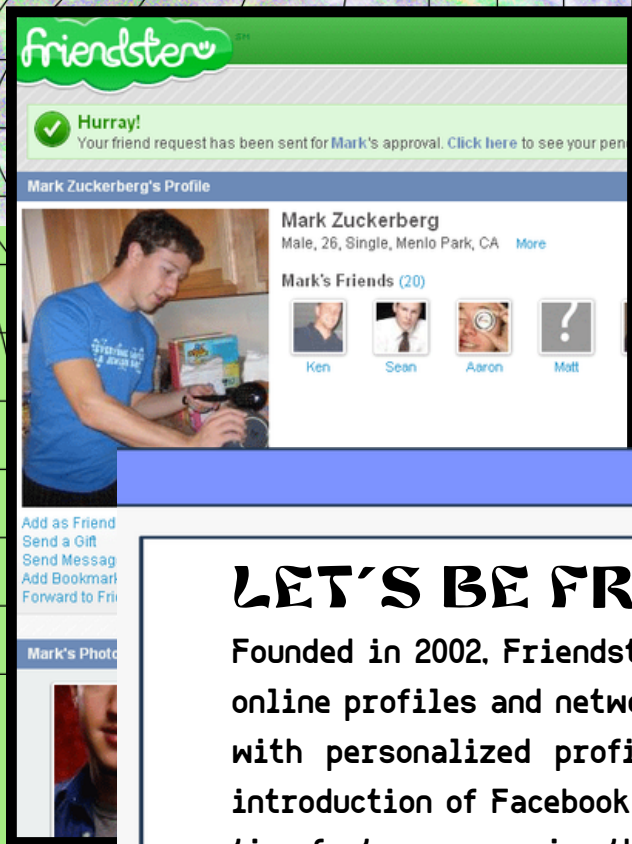 friendster SM
Hurray!
Your friend request has been sent for Mark's approval. Click here to see your pen
Mark Zuckerberg's Profile
Mark Zuckerberg
Male, 26, Single, Menlo Park, CA More
Mark's Friends (20)
Ken Sean Aaron Matt
Add as Friend
Send a Gift
Send Messag
Add Bookmark
Forward to Frie
Mark's Photo
LET'S BE FR
Founded in 2002, Friendst
online profiles and netwo
with personalized profi
introduction of Facebook